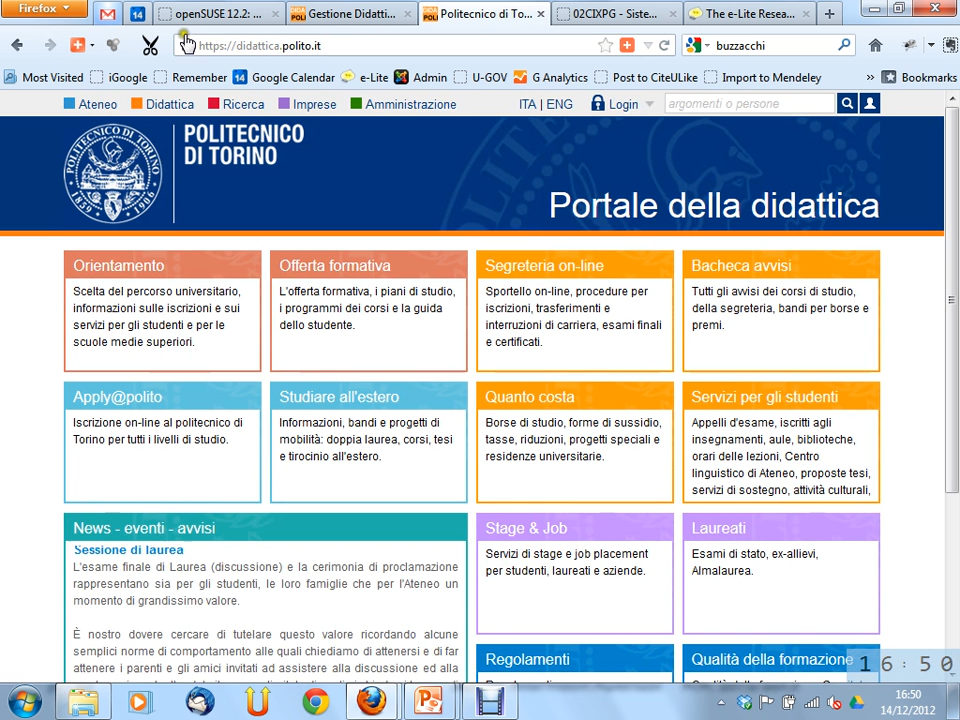 Firefox
14
openSUSE 12.2: ...
DIDA POLI
Gestione Didatti...
DIDA POLI
Politecnico di To...
02CIXPG - Siste...
The e-Lite Resea...
https://didattica.polito.it
buzzacchi
Most Visited
iGoogle
Remember
14
Google Calendar
e-Lite
Admin
U-GOV
G Analytics
Post to CiteULike
Import to Mendeley
»
Bookmarks
Ateneo
Didattica
Ricerca
Imprese
Amministrazione
ITA | ENG
Login
argomenti o persone
POLITECNICO DI TORINO
1859 1906
POLITECNICO
DI TORINO
Portale della didattica
Orientamento
Scelta del percorso universitario,
informazioni sulle iscrizioni e sui
servizi per gli studenti e per le
scuole medie superiori.
Offerta formativa
L'offerta formativa, i piani di studio,
i programmi dei corsi e la guida
dello studente.
Segreteria on-line
Sportello on-line, procedure per
iscrizioni, trasferimenti e
interruzioni di carriera, esami finali
e certificati.
Bacheca avvisi
Tutti gli avvisi dei corsi di studio,
della segreteria, bandi per borse e
premi.
Apply@polito
Iscrizione on-line al politecnico di
Torino per tutti i livelli di studio.
Studiare all'estero
Informazioni, bandi e progetti di
mobilità: doppia laurea, corsi, tesi
e tirocinio all'estero.
Quanto costa
Borse di studio, forme di sussidio,
tasse, riduzioni, progetti speciali e
residenze universitarie.
Servizi per gli studenti
Appelli d'esame, iscritti agli
insegnamenti, aule, biblioteche,
orari delle lezioni, Centro
linguistico di Ateneo, proposte tesi,
servizi di sostegno, attività culturali,
News - eventi - avvisi
Sessione di laurea
L'esame finale di Laurea (discussione) e la cerimonia di proclamazione
rappresentano sia per gli studenti, le loro famiglie che per l'Ateneo un
momento di grandissimo valore.
È nostro dovere cercare di tutelare questo valore ricordando alcune
semplici norme di comportamento alle quali chiediamo di attenersi e di far
attenere i parenti e gli amici invitati ad assistere alla discussione ed alla
Stage & Job
Servizi di stage e job placement
per studenti, laureati e aziende.
Laureati
Esami di stato, ex-allievi,
Almalaurea.
Regolamenti
Qualità della formazione
16:50
16:50
14/12/2012